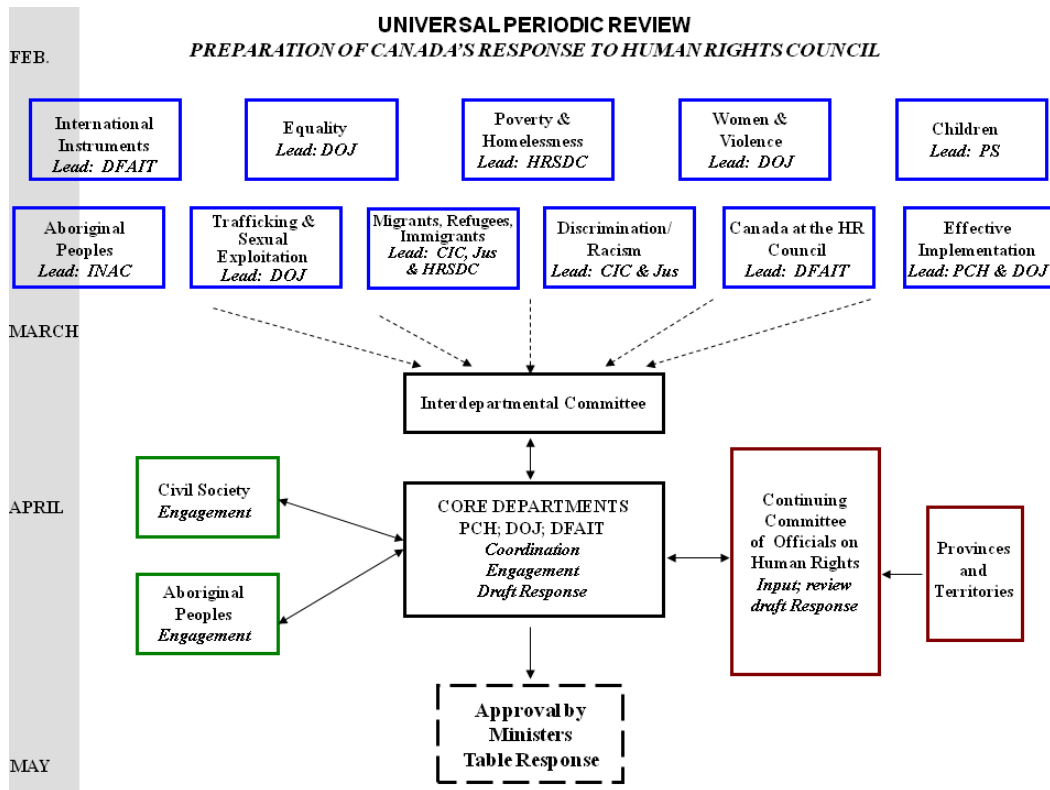 UNIVERSAL PERIODIC REVIEW
PREPARATION OF CANADA'S RESPONSE TO HUMAN RIGHTS COUNCIL
FEB.
International
Instruments
Lead: DFAIT
Equality
Lead: DOJ
Poverty &
Homelessness
Lead: HRSDC
Women &
Violence
Lead: DOJ
Children
Lead: PS
Aboriginal
Peoples
Lead: INAC
Trafficking &
Sexual
Exploitation
Lead: DOJ
Migrants, Refugees,
Immigrants
Lead: CIC, Jus
& HRSDC
Discrimination/
Racism
Lead: CIC & Jus
Canada at the HR
Council
Lead: DFAIT
Effective
Implementation
Lead: PCH & DOJ
MARCH
Interdepartmental Committee
APRIL
Civil Society
Engagement
Aboriginal
Peoples
Engagement
CORE DEPARTMENTS
PCH; DOJ; DFAIT
Coordination
Engagement
Draft Response
Continuing
Committee
of Officials on
Human Rights
Input; review
draft Response
Provinces
and
Territories
Approval by
Ministers
Table Response
MAY